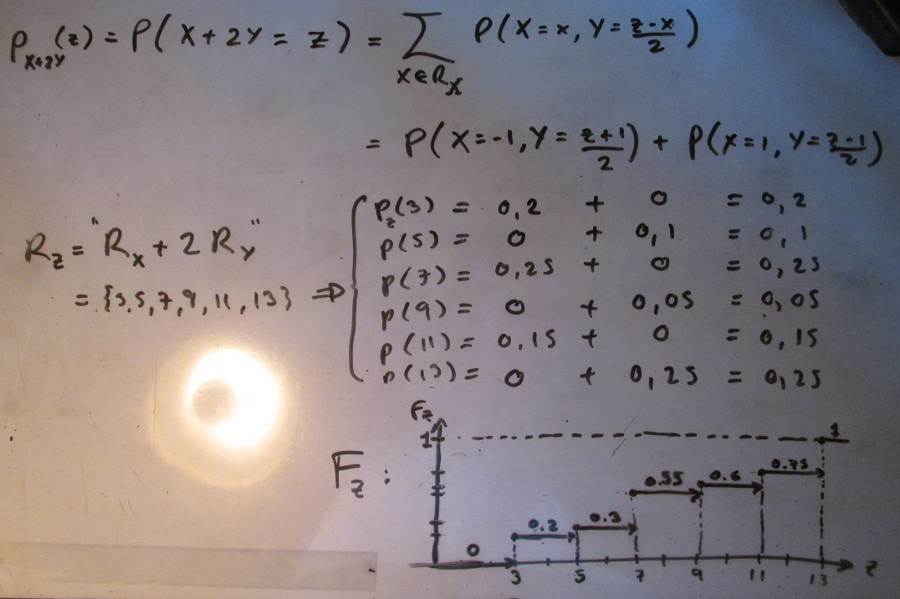 P_{X+2Y}(z) = P(X+2Y = z) = ∑_{X∈R_X} P(X=x, Y=\frac{z-x}{2})
= P(X=-1, Y=\frac{z+1}{2}) + P(X=1, Y=\frac{z-1}{2})
R_z = "R_X + 2R_Y"
= {3,5,7,9,11,13} ⇒
P_z(3) = 0,2 + 0 = 0,2
P(5) = 0 + 0,1 = 0,1
P(7) = 0,25 + 0 = 0,25
P(9) = 0 + 0,05 = 0,05
P(11) = 0,15 + 0 = 0,15
P(13) = 0 + 0,25 = 0,25
F_z:
F_z
1
1
0.75
0.55
0.6
0.2
0.3
0
3 5 7 9 11 13 z